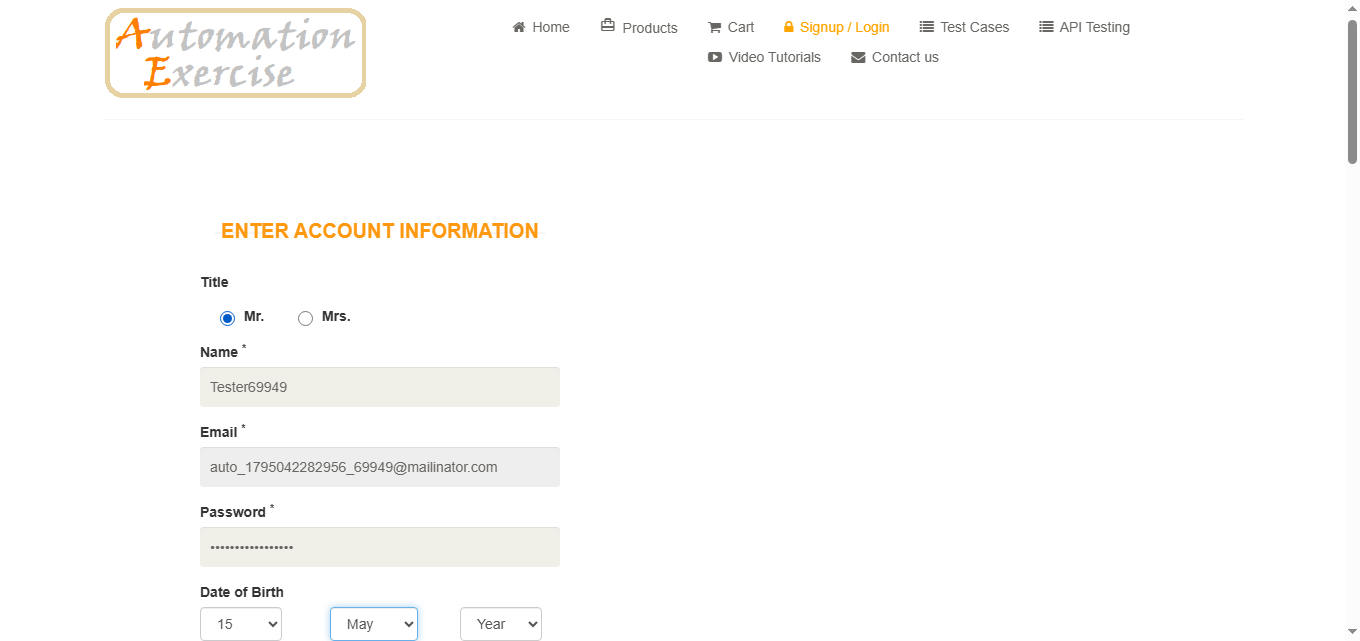 Automation
Exercise
Home Products Cart Signup / Login Test Cases API Testing
Video Tutorials Contact us
ENTER ACCOUNT INFORMATION
Title
Mr. Mrs.
Name *
Tester69949
Email *
auto_1795042282956_69949@mailinator.com
Password *
•••••••••••••••••
Date of Birth
15 May Year